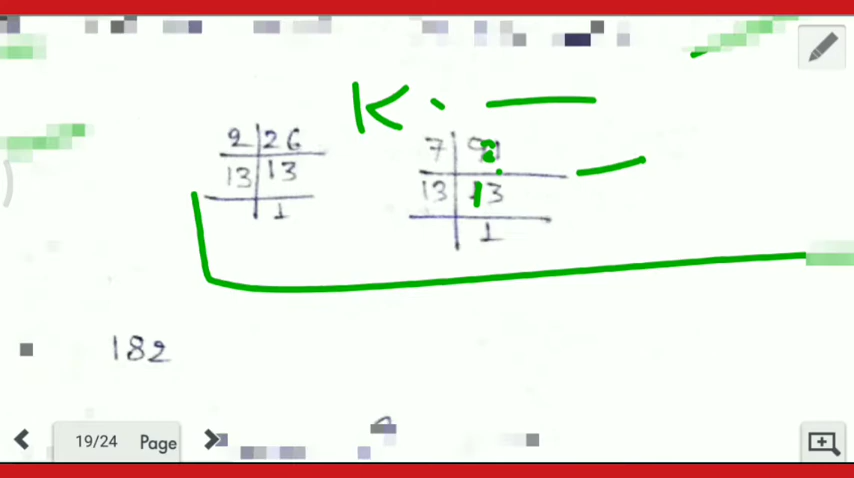 K.
2 26 7 91
13 13 13 13
1 1
182
19/24 Page